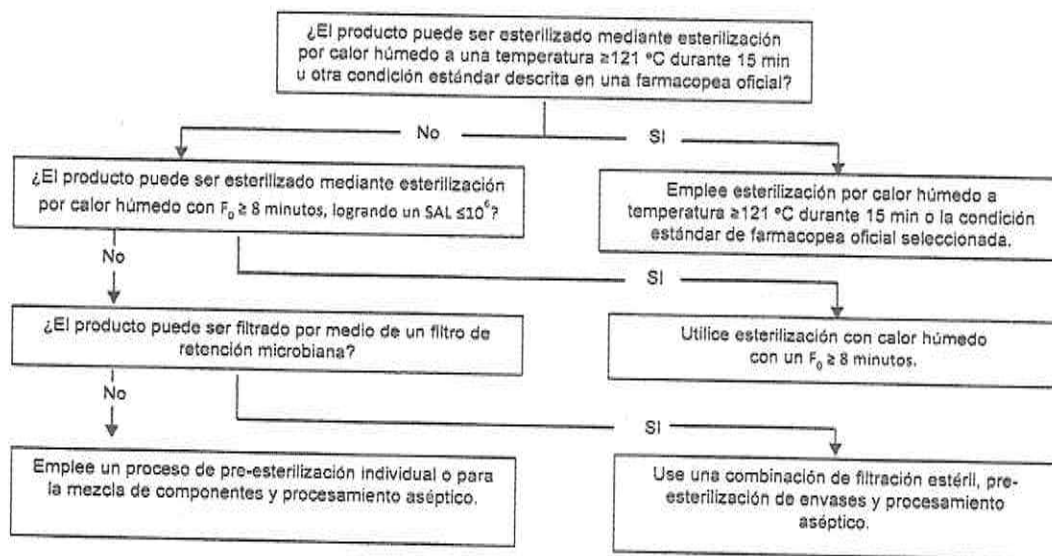 ¿El producto puede ser esterilizado mediante esterilización
por calor húmedo a una temperatura ≥121 ºC durante 15 min
u otra condición estándar descrita en una farmacopea oficial?
No
SI
¿El producto puede ser esterilizado mediante esterilización
por calor húmedo con F₀ ≥ 8 minutos, logrando un SAL ≤10⁶?
Emplee esterilización por calor húmedo a
temperatura ≥121 ºC durante 15 min o la condición
estándar de farmacopea oficial seleccionada.
No
SI
¿El producto puede ser filtrado por medio de un filtro de
retención microbiana?
Utilice esterilización con calor húmedo
con un F₀ ≥ 8 minutos.
No
SI
Emplee un proceso de pre-esterilización individual o para
la mezcla de componentes y procesamiento aséptico.
Use una combinación de filtración estéril, pre-
esterilización de envases y procesamiento
aséptico.